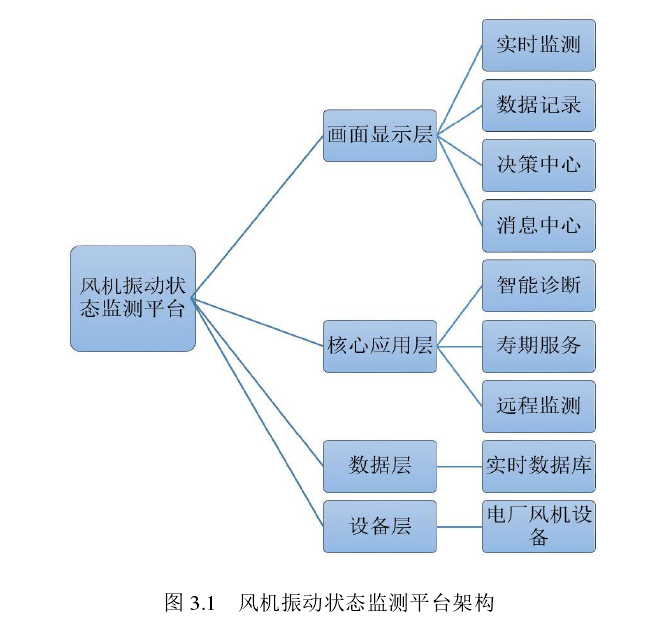 实时监测
数据记录
画面显示层
决策中心
消息中心
风机振动状
态监测平台
智能诊断
核心应用层
寿期服务
远程监测
数据层
实时数据库
设备层
电厂风机设
备
图 3.1 风机振动状态监测平台架构